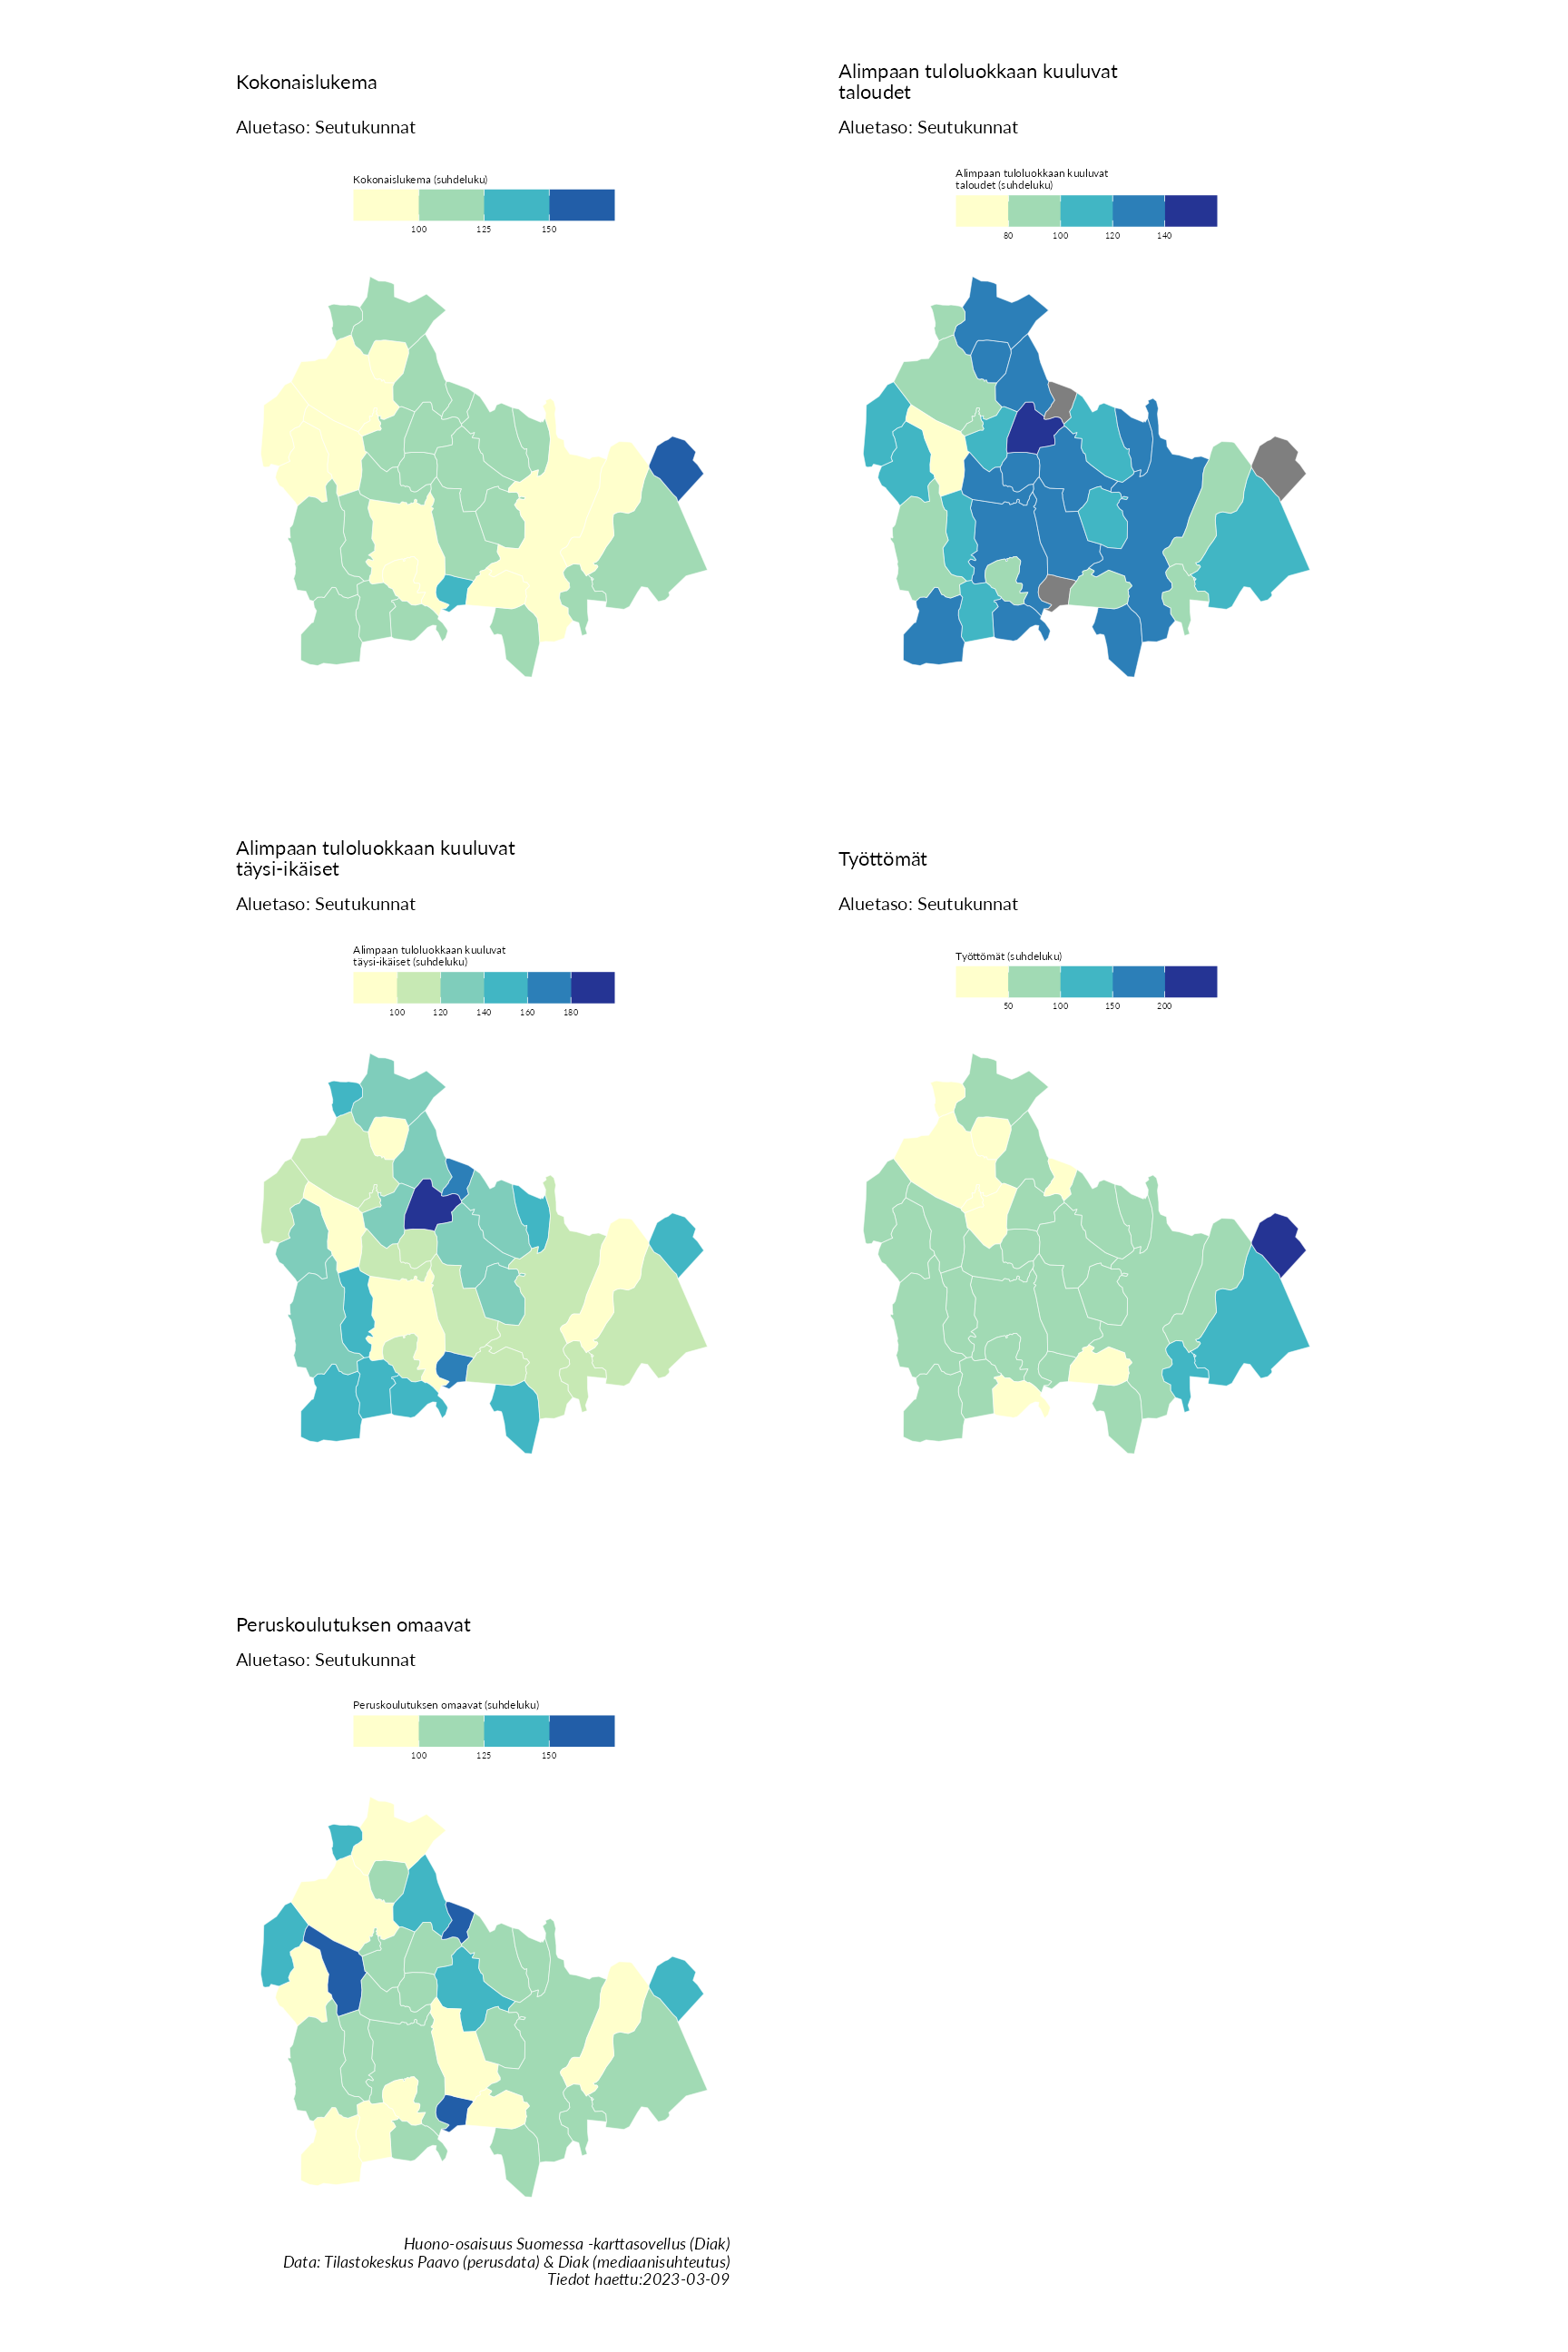 Kokonaislukema
Aluetaso: Seutukunnat
Kokonaislukema (suhdeluku)
100 125 150
Alimpaan tuloluokkaan kuuluvat
taloudet
Aluetaso: Seutukunnat
Alimpaan tuloluokkaan kuuluvat
taloudet (suhdeluku)
80 100 120 140
Alimpaan tuloluokkaan kuuluvat
täysi-ikäiset
Aluetaso: Seutukunnat
Alimpaan tuloluokkaan kuuluvat
täysi-ikäiset (suhdeluku)
100 120 140 160 180
Työttömät
Aluetaso: Seutukunnat
Työttömät (suhdeluku)
50 100 150 200
Peruskoulutuksen omaavat
Aluetaso: Seutukunnat
Peruskoulutuksen omaavat (suhdeluku)
100 125 150
Huono-osaisuus Suomessa -karttasovellus (Diak)
Data: Tilastokeskus Paavo (perusdata) & Diak (mediaanisuhteutus)
Tiedot haettu:2023-03-09